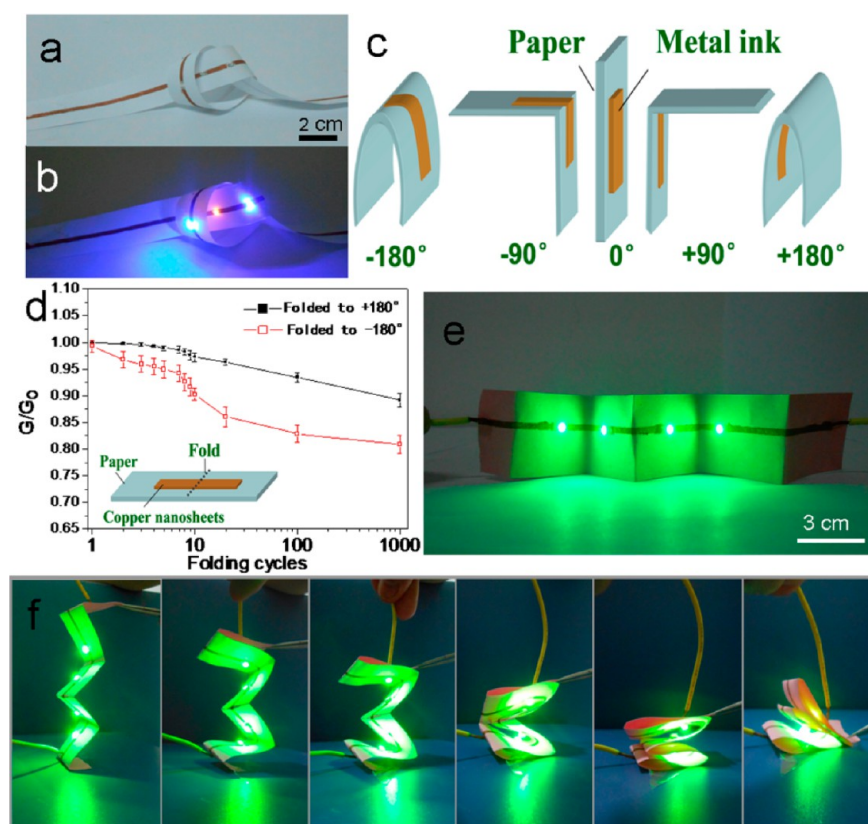 a
2 cm
b
c
Paper
Metal ink
-180°
-90°
0°
+90°
+180°
d
1.10
1.05
1.00
0.95
0.90
0.85
0.80
0.75
0.70
0.65
G/G0
Folded to +180°
Folded to -180°
Paper
Fold
Copper nanosheets
1
10
100
1000
Folding cycles
e
3 cm
f